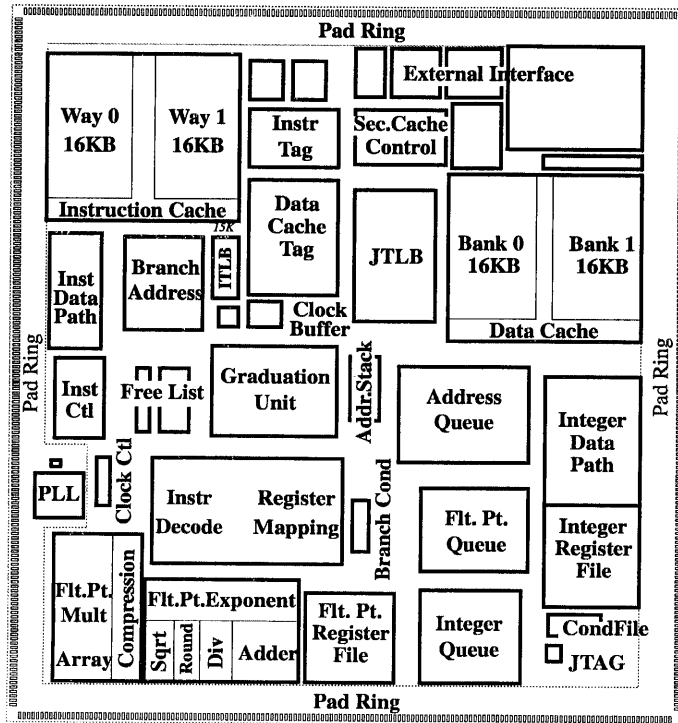 Pad Ring
External Interface
Way 0
16KB
Way 1
16KB
Instr
Tag
Sec.Cache
Control
Instruction Cache
15K
Data
Cache
Tag
JTLB
Bank 0
16KB
Bank 1
16KB
Data Cache
Inst
Data
Path
Branch
Address
ITLB
Clock
Buffer
Pad Ring
Pad Ring
Inst
Ctl
Free List
Graduation
Unit
Addr.Stack
Address
Queue
Integer
Data
Path
PLL
Clock Ctl
Instr
Decode
Register
Mapping
Branch Cond
Flt. Pt.
Queue
Integer
Register
File
Flt.Pt.
Mult
Array
Compression
Flt.Pt.Exponent
Sqrt
Round
Div
Adder
Flt. Pt.
Register
File
Integer
Queue
CondFile
JTAG
Pad Ring